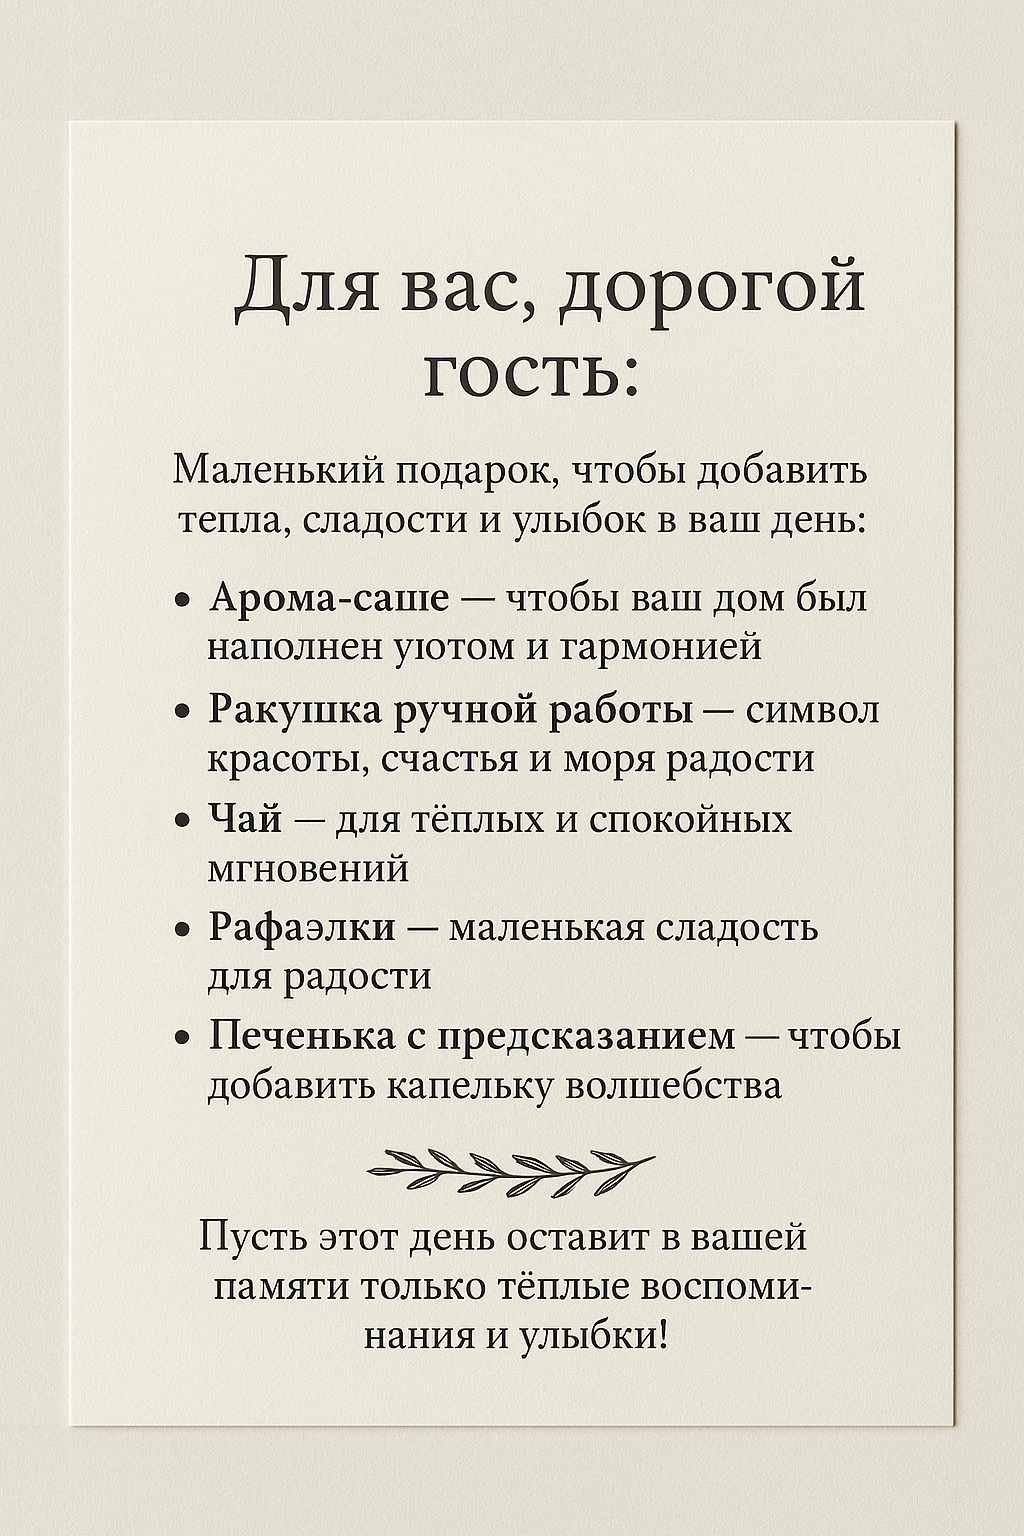 Для вас, дорогой
гость:
Маленький подарок, чтобы добавить
тепла, сладости и улыбок в ваш день:
• Арома-саше — чтобы ваш дом был
наполнен уютом и гармонией
• Ракушка ручной работы — символ
красоты, счастья и моря радости
• Чай — для тёплых и спокойных
мгновений
• Рафаэлки — маленькая сладость
для радости
• Печенька с предсказанием — чтобы
добавить капельку волшебства
Пусть этот день оставит в вашей
памяти только тёплые воспоми-
нания и улыбки!